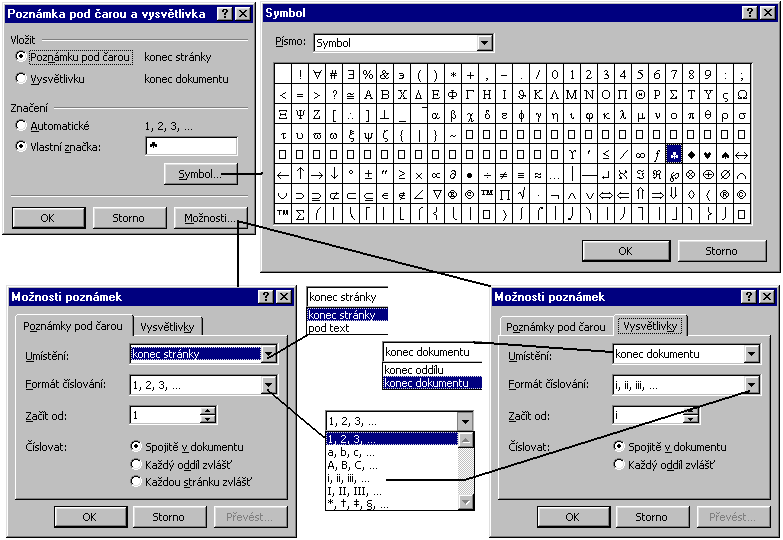 Poznámka pod čarou a vysvětlivka
Vložit
Poznámku pod čarou konec stránky
Vysvětlivku konec dokumentu
Značení
Automatické 1, 2, 3, ...
Vlastní značka: ♣
Symbol...
OK Storno Možnosti...
Symbol
Písmo: Symbol
! ∀ # ∃ % & ϶ ( ) * + , − . / 0 1 2 3 4 5 6 7 8 9 : ;
< = > ? ≅ Α Β Χ Δ Ε Φ Γ Η Ι ϑ Κ Λ Μ Ν Ο Π Θ Ρ Σ Τ Υ ς Ω
Ξ Ψ Ζ [ ∴ ] ⊥ _ ‾ α β χ δ ε φ γ η ι ϕ κ λ μ ν ο π θ ρ σ
τ υ ϖ ω ξ ψ ζ { | } ~
ϒ ′ ≤ ⁄ ∞ ƒ ♣ ♦ ♥ ♠ ↔
← ↑ → ↓ ° ± ″ ≥ × ∝ ∂ • ÷ ≠ ≡ ≈ ... | — ↵ ℵ ℑ ℜ ℘ ⊗ ⊕ ∅ ∩
∪ ⊃ ⊇ ⊄ ⊂ ⊆ ∈ ∉ ∠ ∇ ® © ™ ∏ √ ⋅ ¬ ∧ ∨ ⇔ ⇐ ⇑ ⇒ ⇓ ◊ 〈 ® ©
™ ∑
OK Storno
Možnosti poznámek
Poznámky pod čarou Vysvětlivky
Umístění: konec stránky
Formát číslování: 1, 2, 3, ...
Začít od: 1
Číslovat: Spojitě v dokumentu
Každý oddíl zvlášť
Každou stránku zvlášť
OK Storno Převést...
konec stránky
konec stránky
pod text
konec dokumentu
konec oddílu
konec dokumentu
1, 2, 3, ...
1, 2, 3, ...
a, b, c, ...
A, B, C, ...
i, ii, iii, ...
I, II, III, ...
*, †, ‡, §, ...
Možnosti poznámek
Poznámky pod čarou Vysvětlivky
Umístění: konec dokumentu
Formát číslování: i, ii, iii, ...
Začít od: i
Číslovat: Spojitě v dokumentu
Každý oddíl zvlášť
OK Storno Převést...